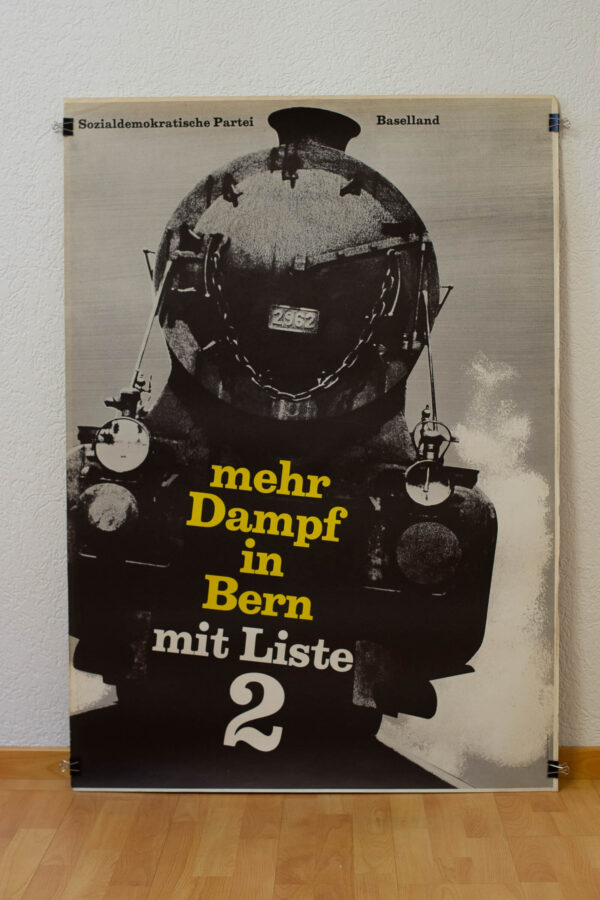 Sozialdemokratische Partei Baselland
2962
mehr
Dampf
in
Bern
mit Liste
2